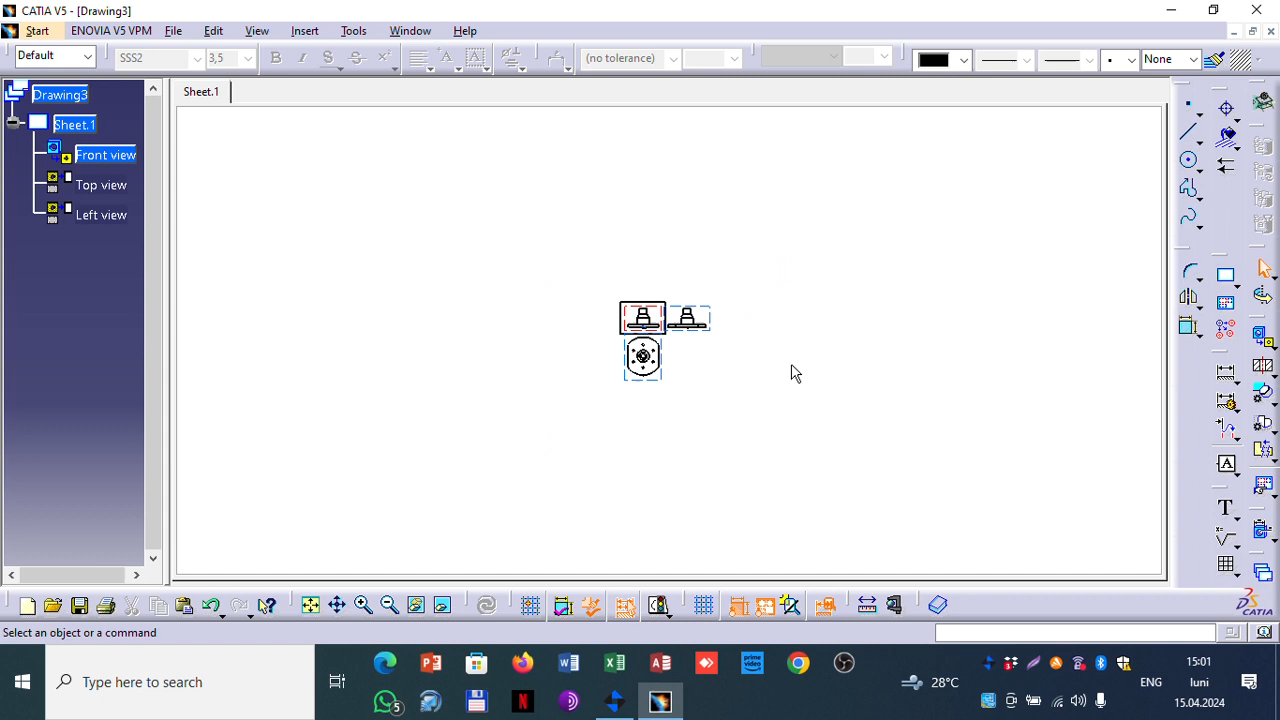 CATIA V5 - [Drawing3]
Start ENOVIA V5 VPM File Edit View Insert Tools Window Help
Default SSS2 3,5 B I S (no tolerance) None
Drawing3
Sheet.1
Front view
Top view
Left view
Sheet.1
A
T
CATIA
Select an object or a command
Type here to search
5
28°C
ENG
15:01
luni
15.04.2024